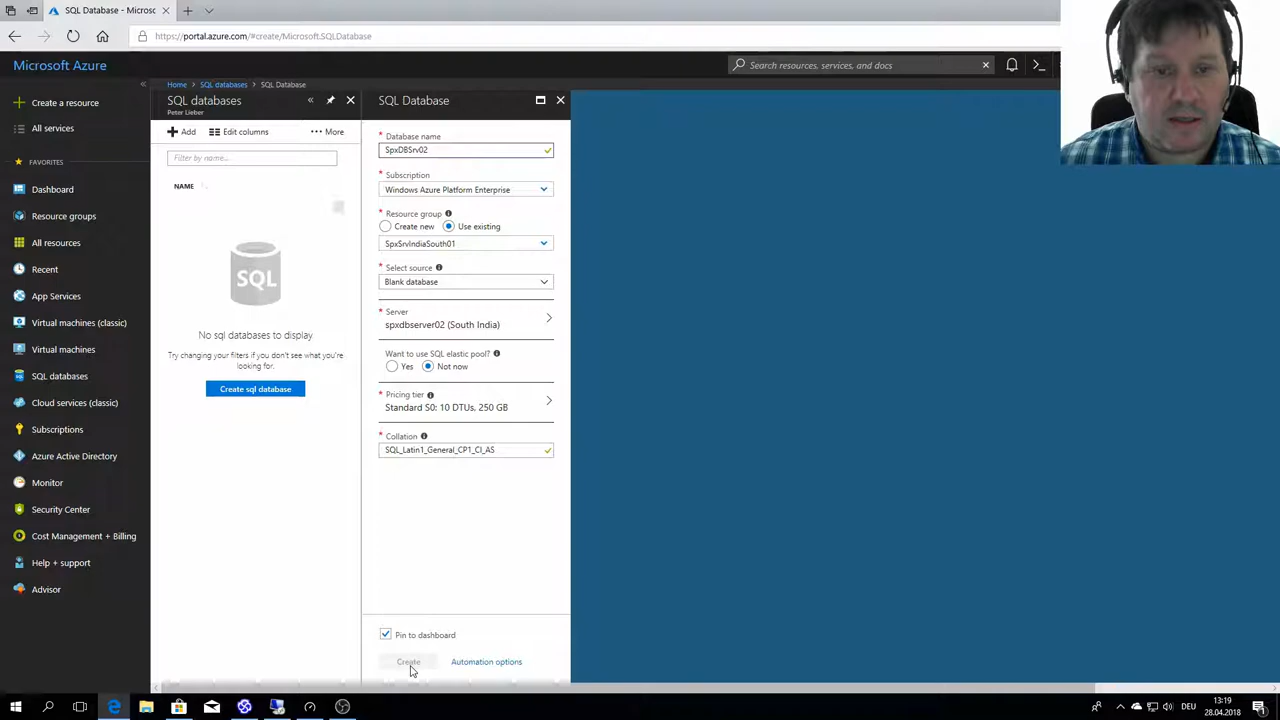 SQL Database - Micros
https://portal.azure.com/#create/Microsoft.SQLDatabase
Microsoft Azure
Search resources, services, and docs
Home
SQL databases
SQL Database
Create a resource
All services
FAVORITES
Dashboard
Resource groups
All resources
Recent
App Services
Virtual machines (classic)
Virtual machines
SQL databases
Cloud services (classic)
Subscriptions
Azure Active Directory
Monitor
Security Center
Cost Management + Billing
Help + support
Advisor
SQL databases
Peter Lieber
Add
Edit columns
More
Filter by name...
NAME
SQL
No sql databases to display
Try changing your filters if you don't see what you're
looking for.
Create sql database
SQL Database
* Database name
SpxDBSrv02
* Subscription
Windows Azure Platform Enterprise
* Resource group
Create new
Use existing
SpxSrvIndiaSouth01
* Select source
Blank database
* Server
spxdbserver02 (South India)
Want to use SQL elastic pool?
Yes
Not now
* Pricing tier
Standard S0: 10 DTUs, 250 GB
* Collation
SQL_Latin1_General_CP1_CI_AS
Pin to dashboard
Create
Automation options
DEU
13:19
28.04.2018